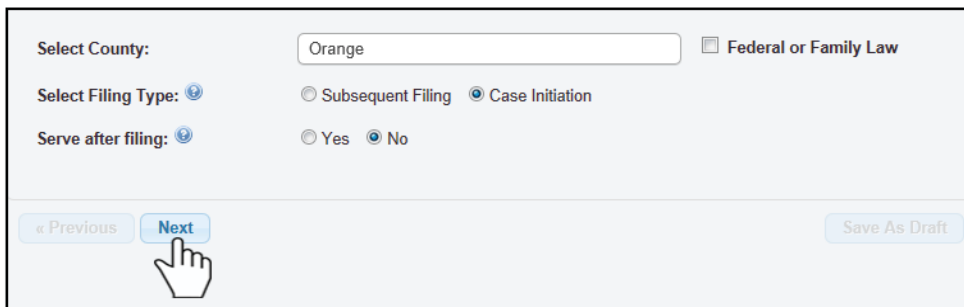 Select County: Orange Federal or Family Law
Select Filing Type: Subsequent Filing Case Initiation
Serve after filing: Yes No
« Previous Next Save As Draft